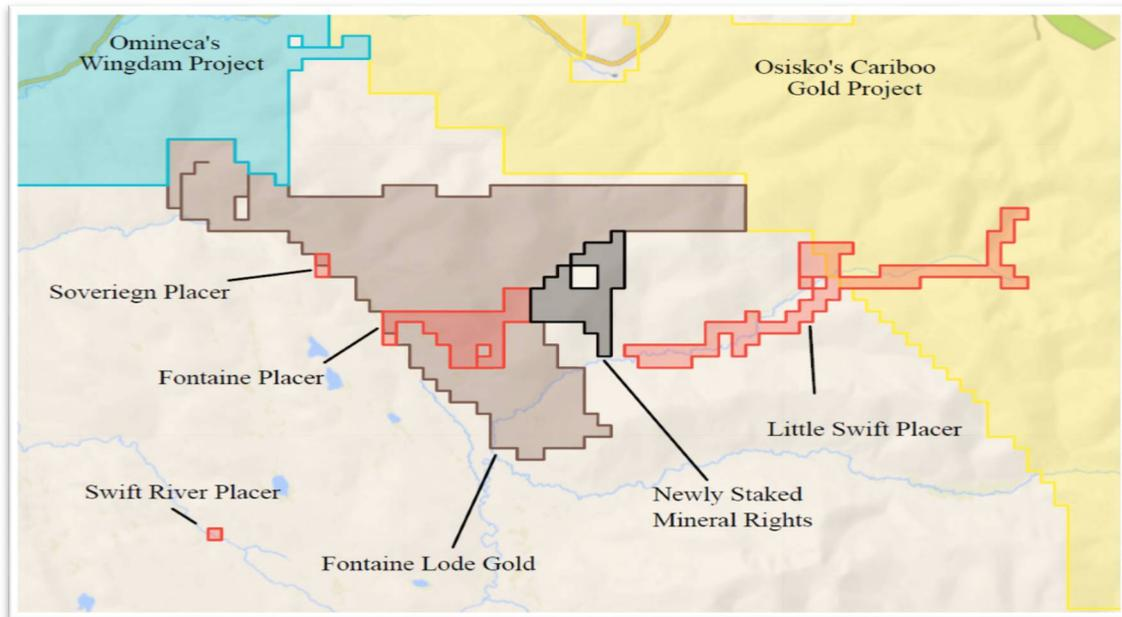 Omineca's
Wingdam Project
Osisko's Cariboo
Gold Project
Soveriegn Placer
Fontaine Placer
Little Swift Placer
Swift River Placer
Newly Staked
Mineral Rights
Fontaine Lode Gold